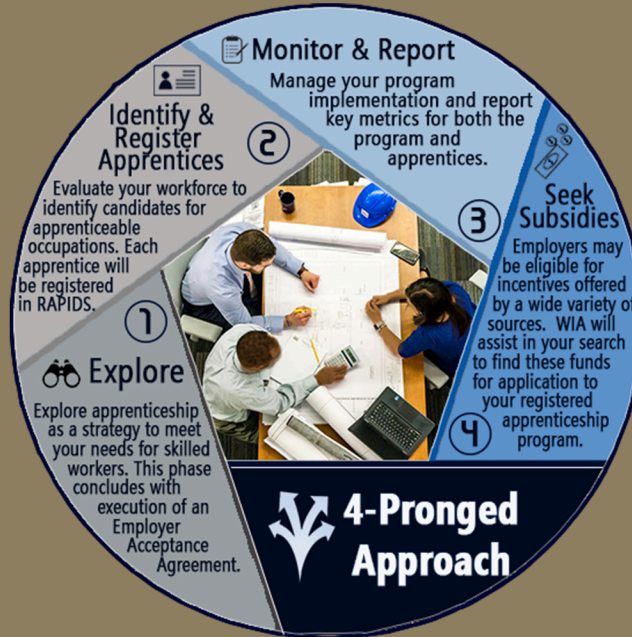 1
Explore
Explore apprenticeship
as a strategy to meet
your needs for skilled
workers. This phase
concludes with
execution of an
Employer
Acceptance
Agreement.
2
Identify &
Register
Apprentices
Evaluate your workforce to
identify candidates for
apprenticeable
occupations. Each
apprentice will
be registered
in RAPIDS.
Monitor & Report
Manage your program
implementation and report
key metrics for both the
program and
apprentices.
3
Seek
Subsidies
Employers may
be eligible for
incentives offered
by a wide variety of
sources. WIA will
assist in your search
to find these funds
for application to
your registered
apprenticeship
program.
4
4-Pronged
Approach